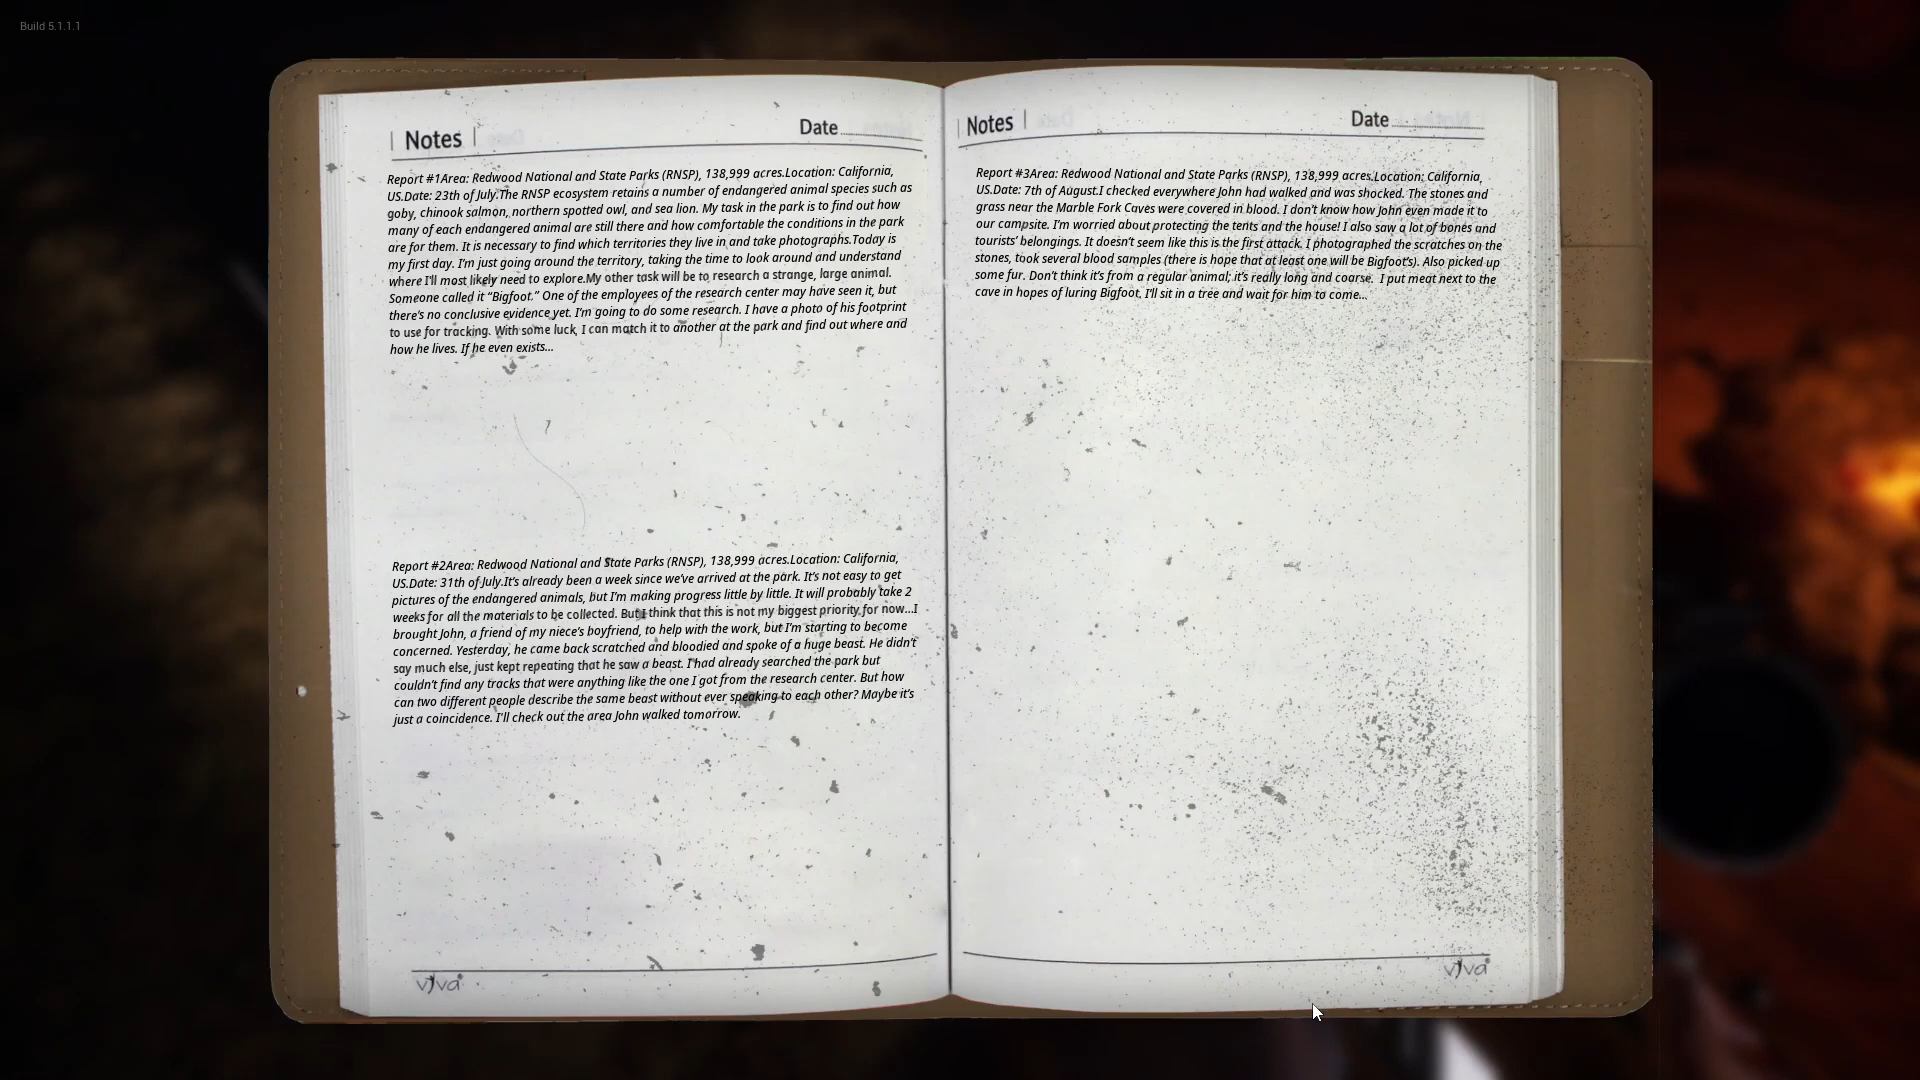 Build 5.1.1.1
Notes
Date
Report #1Area: Redwood National and State Parks (RNSP), 138,999 acres.Location: California,
US.Date: 23th of July.The RNSP ecosystem retains a number of endangered animal species such as
goby, chinook salmon, northern spotted owl, and sea lion. My task in the park is to find out how
many of each endangered animal are still there and how comfortable the conditions in the park
are for them. It is necessary to find which territories they live in and take photographs.Today is
my first day. I'm just going around the territory, taking the time to look around and understand
where I'll most likely need to explore.My other task will be to research a strange, large animal.
Someone called it “Bigfoot.” One of the employees of the research center may have seen it, but
there's no conclusive evidence yet. I'm going to do some research. I have a photo of his footprint
to use for tracking. With some luck, I can match it to another at the park and find out where and
how he lives. If he even exists...
Report #2Area: Redwood National and State Parks (RNSP), 138,999 acres.Location: California,
US.Date: 31th of July.It's already been a week since we've arrived at the park. It's not easy to get
pictures of the endangered animals, but I'm making progress little by little. It will probably take 2
weeks for all the materials to be collected. But I think that this is not my biggest priority for now...I
brought John, a friend of my niece's boyfriend, to help with the work, but I'm starting to become
concerned. Yesterday, he came back scratched and bloodied and spoke of a huge beast. He didn't
say much else, just kept repeating that he saw a beast. I had already searched the park but
couldn't find any tracks that were anything like the one I got from the research center. But how
can two different people describe the same beast without ever speaking to each other? Maybe it's
just a coincidence. I'll check out the area John walked tomorrow.
viva
Notes
Date
Report #3Area: Redwood National and State Parks (RNSP), 138,999 acres.Location: California,
US.Date: 7th of August.I checked everywhere John had walked and was shocked. The stones and
grass near the Marble Fork Caves were covered in blood. I don't know how John even made it to
our campsite. I'm worried about protecting the tents and the house! I also saw a lot of bones and
tourists' belongings. It doesn't seem like this is the first attack. I photographed the scratches on the
stones, took several blood samples (there is hope that at least one will be Bigfoot's). Also picked up
some fur. Don't think it's from a regular animal; it's really long and coarse.  I put meat next to the
cave in hopes of luring Bigfoot. I'll sit in a tree and wait for him to come...
viva